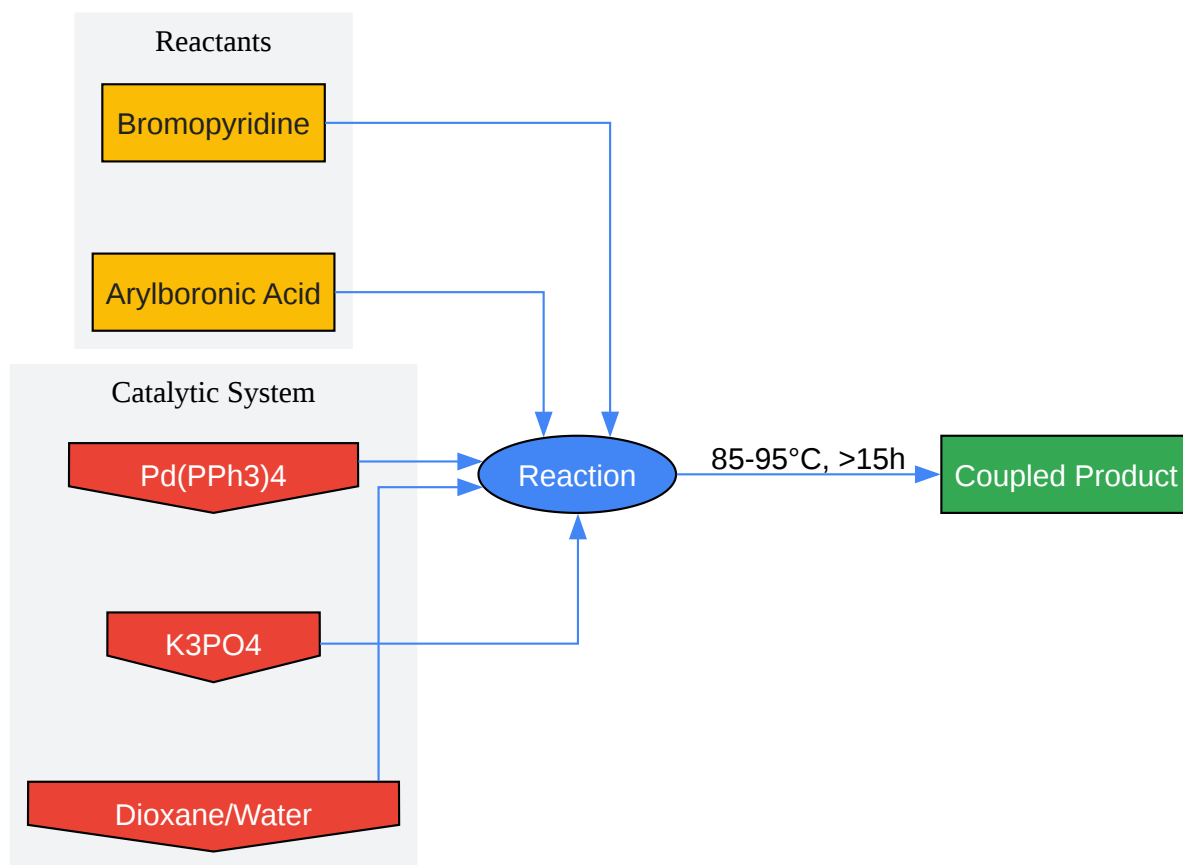 Reactants
Bromopyridine
Arylboronic Acid
Catalytic System
Pd(PPh3)4
K3PO4
Dioxane/Water
Reaction
85-95°C, >15h
Coupled Product